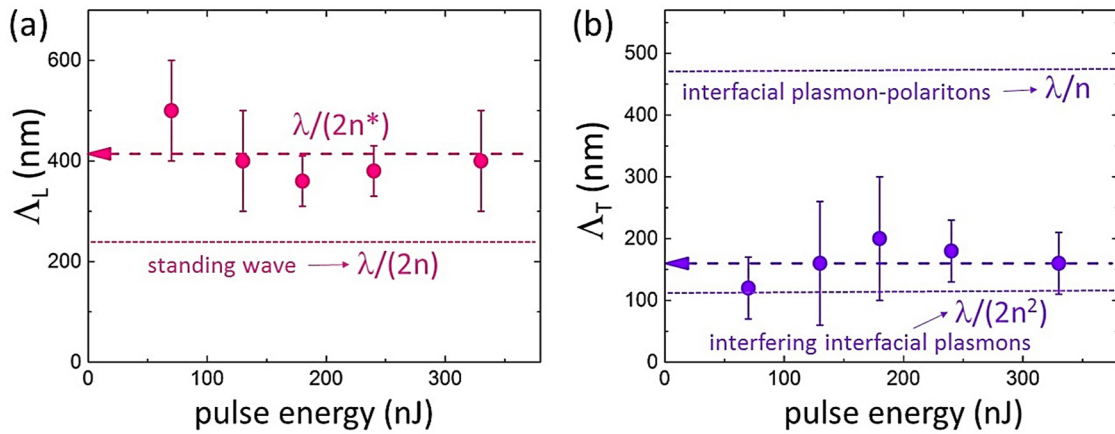 (a)
600
400
200
0
Λ_L (nm)
λ/(2n*)
standing wave → λ/(2n)
0 100 200 300
pulse energy (nJ)
(b)
500
400
300
200
100
0
Λ_T (nm)
interfacial plasmon-polaritons → λ/n
λ/(2n²)
interfering interfacial plasmons
0 100 200 300
pulse energy (nJ)